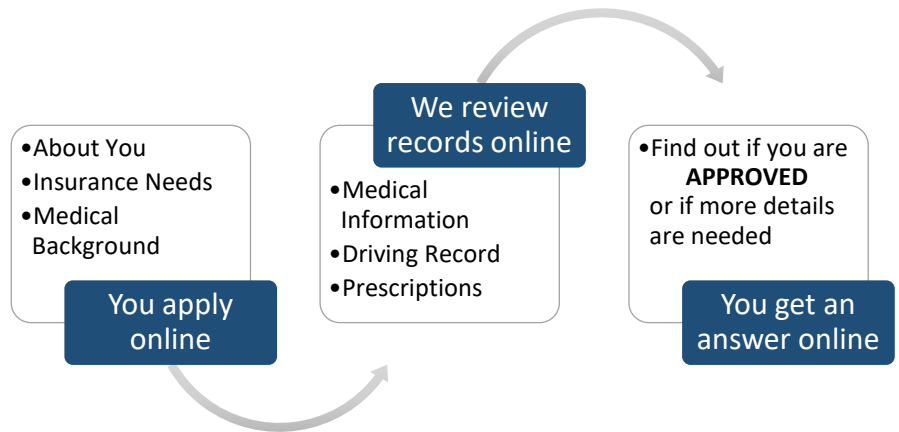 •About You
•Insurance Needs
•Medical
Background
You apply
online
We review
records online
•Medical
Information
•Driving Record
•Prescriptions
•Find out if you are
APPROVED
or if more details
are needed
You get an
answer online